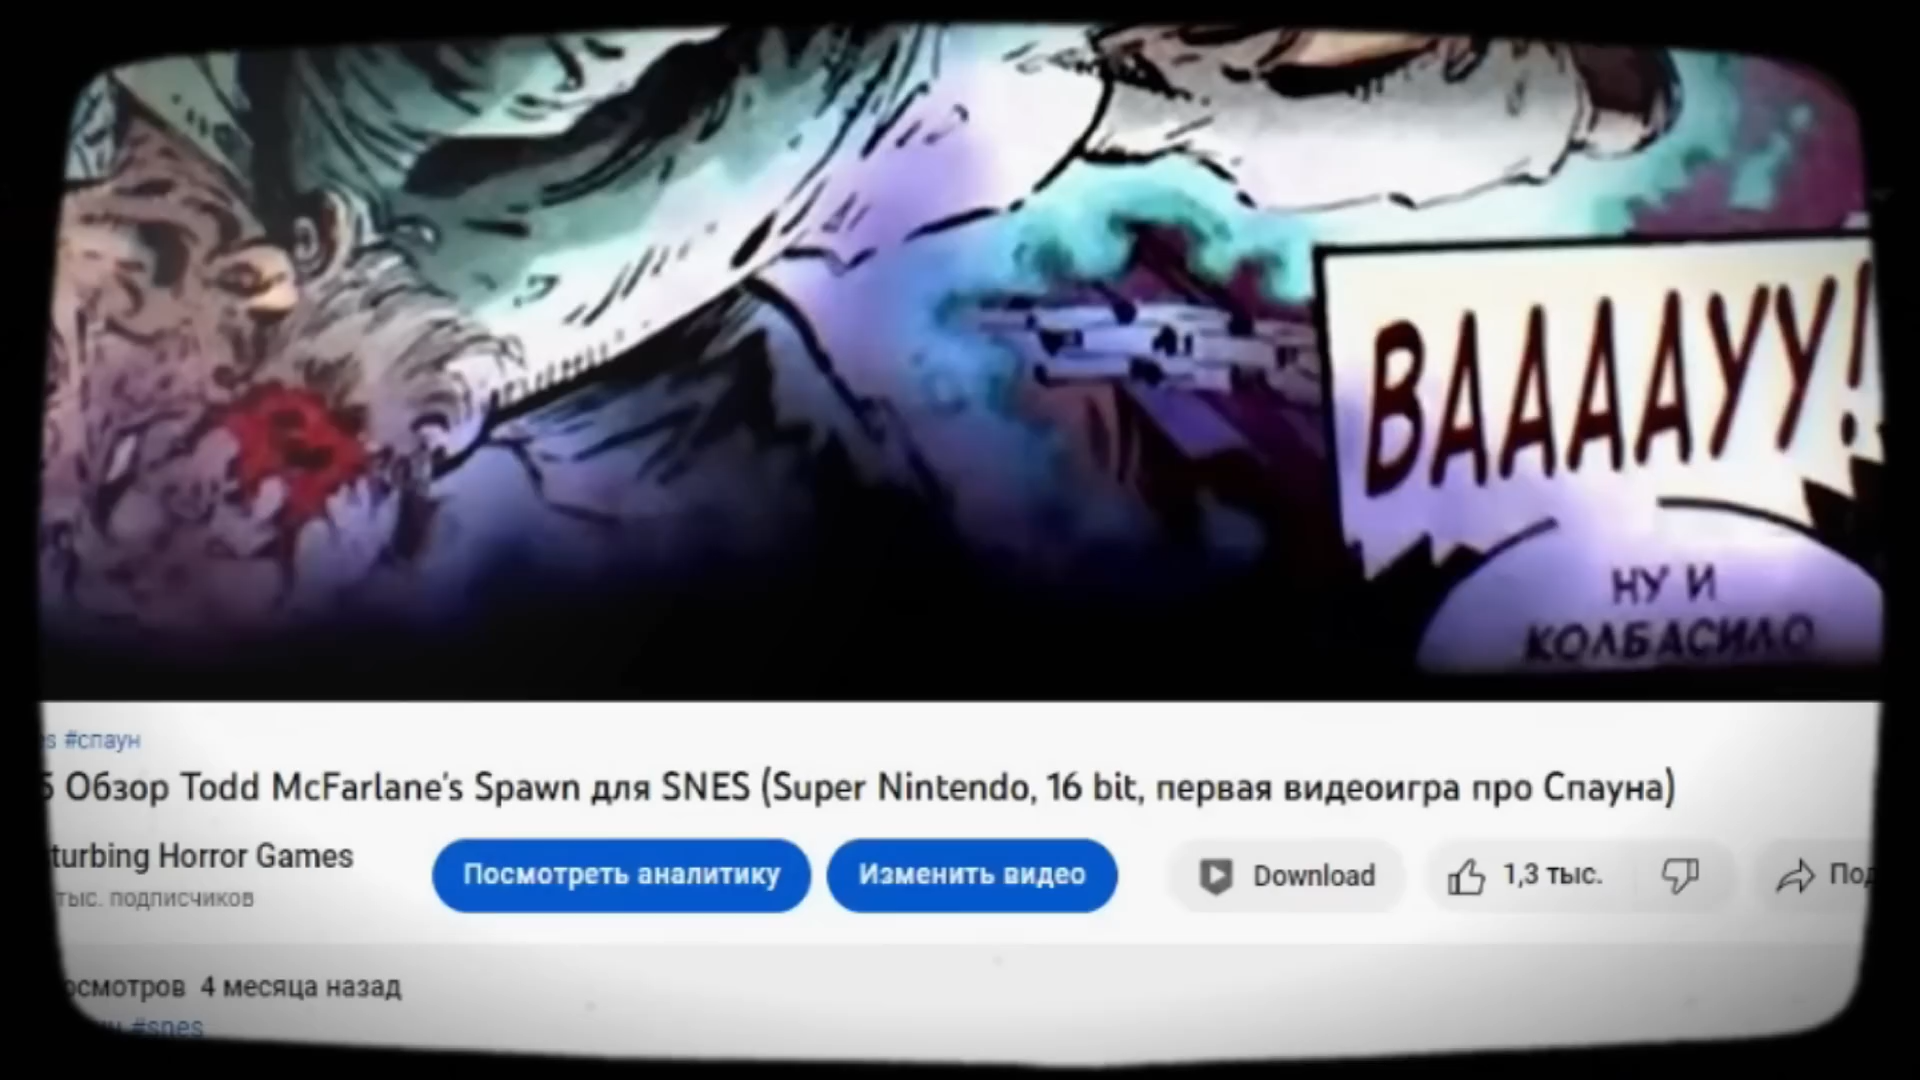 ВААААУУ!
НУ И
КОЛБАСИЛО
#спаун
5 Обзор Todd McFarlane's Spawn для SNES (Super Nintendo, 16 bit, первая видеоигра про Спауна)
turbing Horror Games
Посмотреть аналитику
Изменить видео
Download
1,3 тыс.
тыс. подписчиков
осмотров 4 месяца назад
#snes